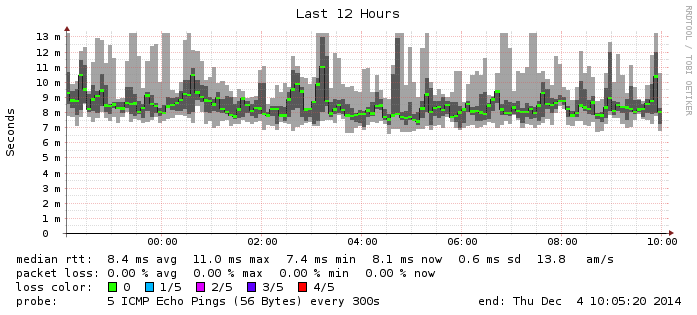 Last 12 Hours
RRDTOOL / TOBI OETIKER
Seconds
13 m
12 m
11 m
10 m
9 m
8 m
7 m
6 m
5 m
4 m
3 m
2 m
1 m
0
00:00 02:00 04:00 06:00 08:00 10:00
median rtt: 8.4 ms avg 11.0 ms max 7.4 ms min 8.1 ms now 0.6 ms sd 13.8 am/s
packet loss: 0.00 % avg 0.00 % max 0.00 % min 0.00 % now
loss color: 0 1/5 2/5 3/5 4/5
probe: 5 ICMP Echo Pings (56 Bytes) every 300s end: Thu Dec 4 10:05:20 2014